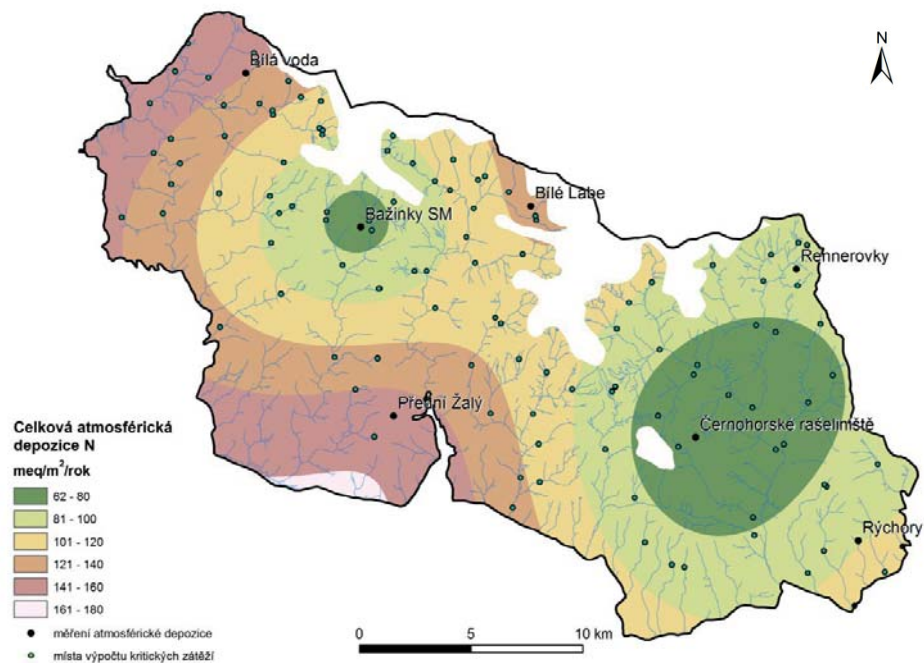 N
Bílá voda
Bílé Labe
Bažinky SM
Rennerovky
Přední Žalý
Černohorské rašeliniště
Rýchory
Celková atmosférická
depozice N
meq/m²/rok
62 - 80
81 - 100
101 - 120
121 - 140
141 - 160
161 - 180
měření atmosférické depozice
místa výpočtu kritických zátěží
0 5 10 km